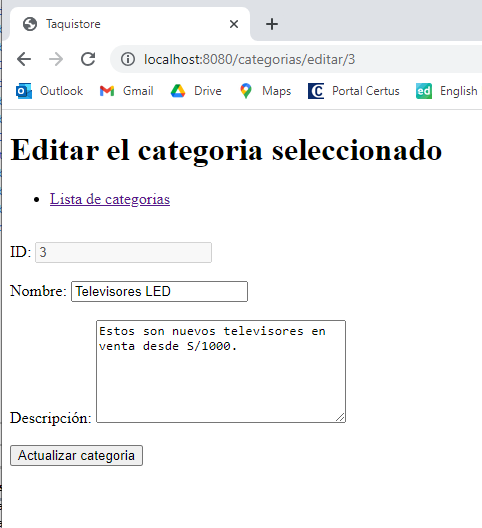 Taquistore
localhost:8080/categorias/editar/3
Outlook Gmail Drive Maps Portal Certus ed English
Editar el categoria seleccionado
Lista de categorias
ID: 3
Nombre: Televisores LED
Estos son nuevos televisores en
venta desde S/1000.
Descripción:
Actualizar categoria